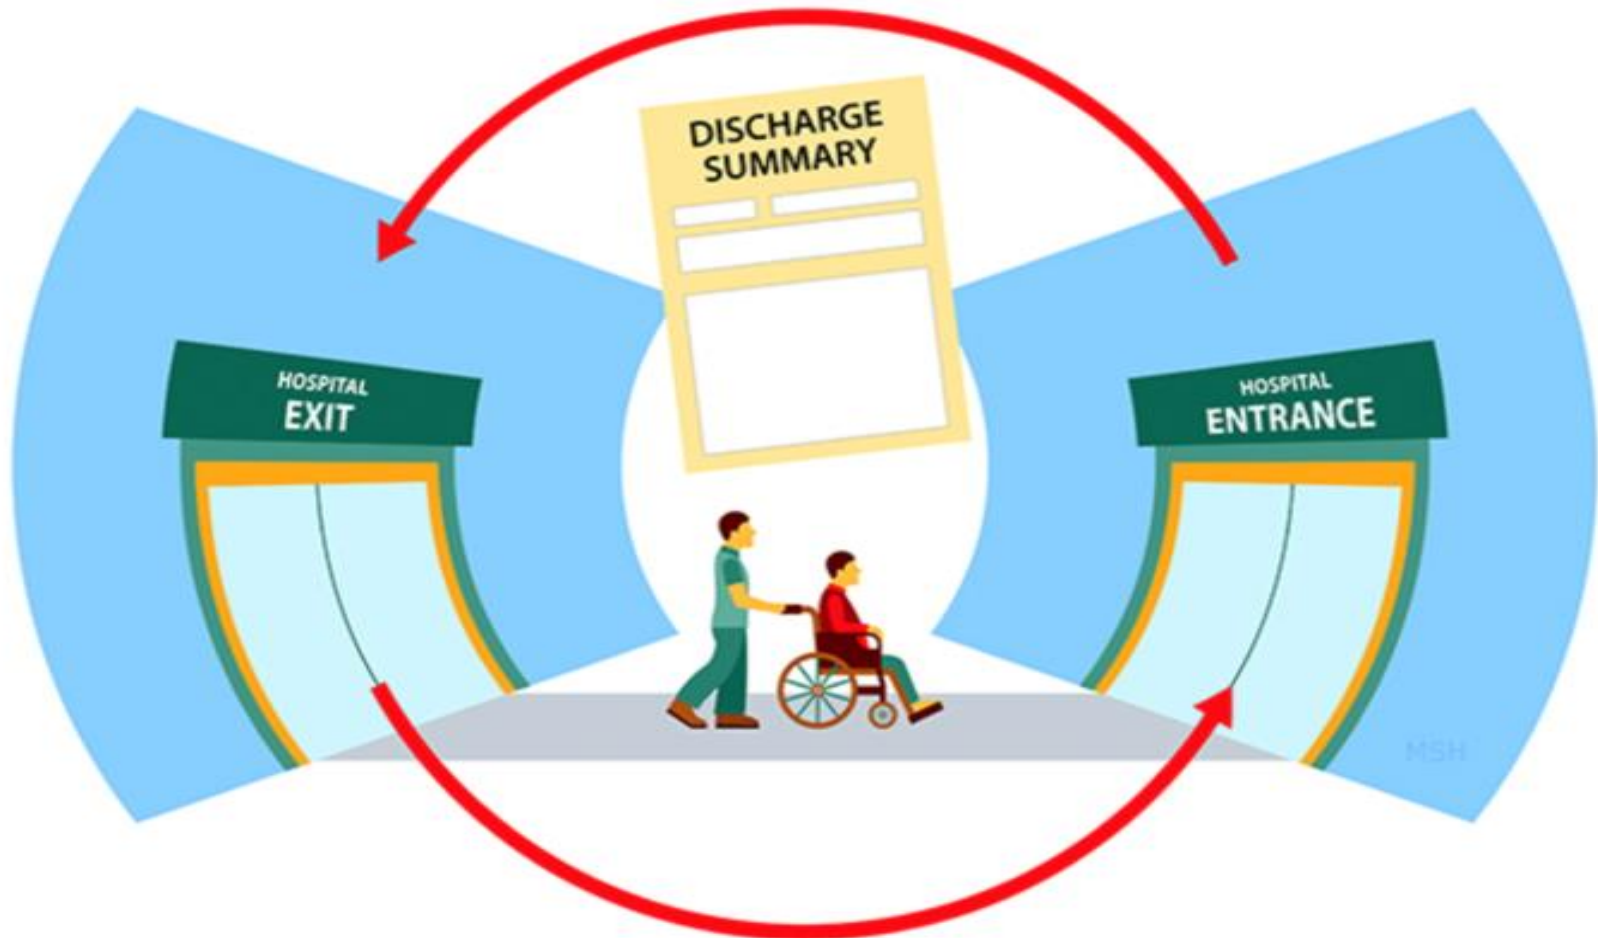 DISCHARGE
SUMMARY
HOSPITAL
EXIT
HOSPITAL
ENTRANCE
MSH